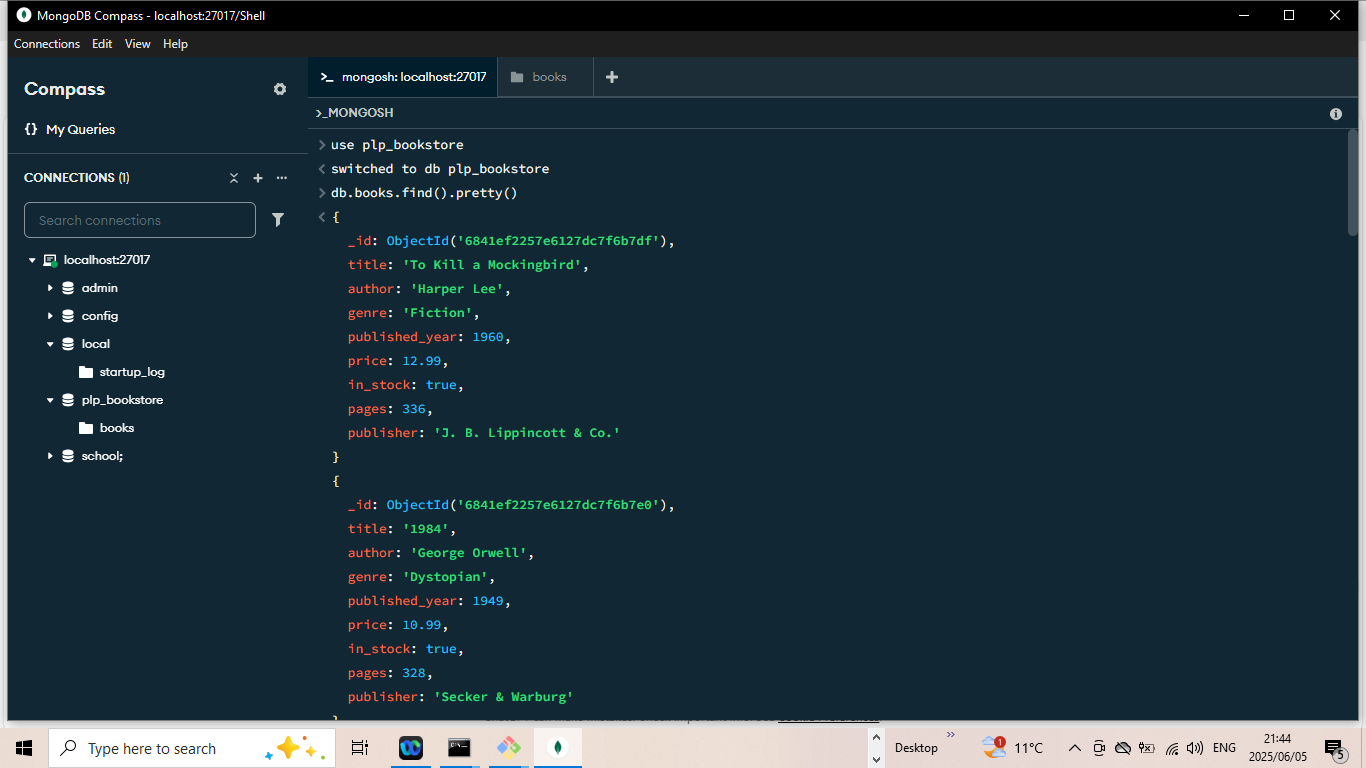 MongoDB Compass - localhost:27017/Shell
Connections Edit View Help
Compass
{} My Queries
CONNECTIONS (1)
Search connections
localhost:27017
admin
config
local
startup_log
plp_bookstore
books
school;
>_ mongosh: localhost:27017
books
>_MONGOSH
> use plp_bookstore
< switched to db plp_bookstore
> db.books.find().pretty()
< {
_id: ObjectId('6841ef2257e6127dc7f6b7df'),
title: 'To Kill a Mockingbird',
author: 'Harper Lee',
genre: 'Fiction',
published_year: 1960,
price: 12.99,
in_stock: true,
pages: 336,
publisher: 'J. B. Lippincott & Co.'
}
{
_id: ObjectId('6841ef2257e6127dc7f6b7e0'),
title: '1984',
author: 'George Orwell',
genre: 'Dystopian',
published_year: 1949,
price: 10.99,
in_stock: true,
pages: 328,
publisher: 'Secker & Warburg'
}
Type here to search
Desktop
1
11°C
ENG
21:44
2025/06/05
5